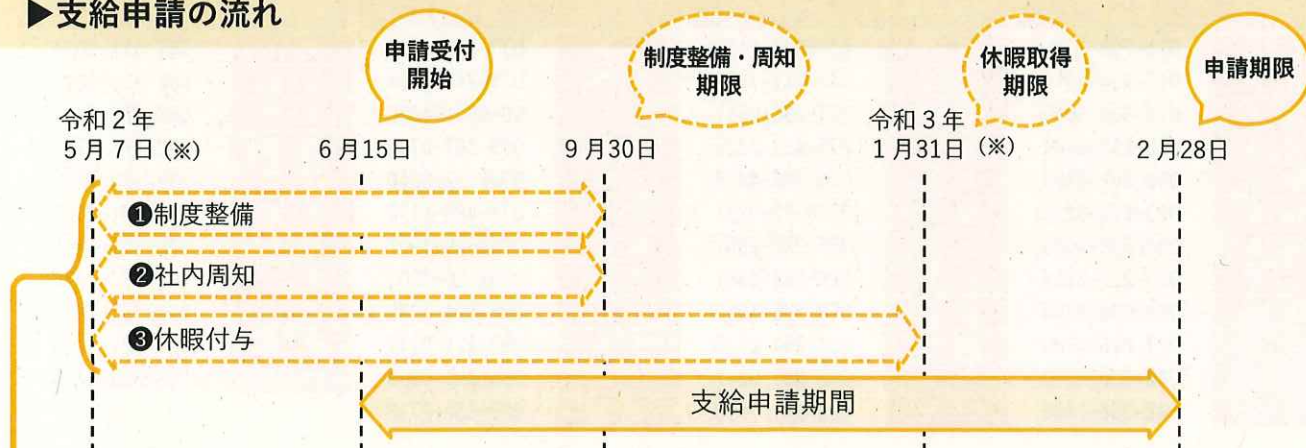 ▶支給申請の流れ
申請受付
開始
制度整備・周知
期限
休暇取得
期限
申請期限
令和2年
5月7日(※)
6月15日
9月30日
令和3年
1月31日(※)
2月28日
❶制度整備
❷社内周知
❸休暇付与
支給申請期間